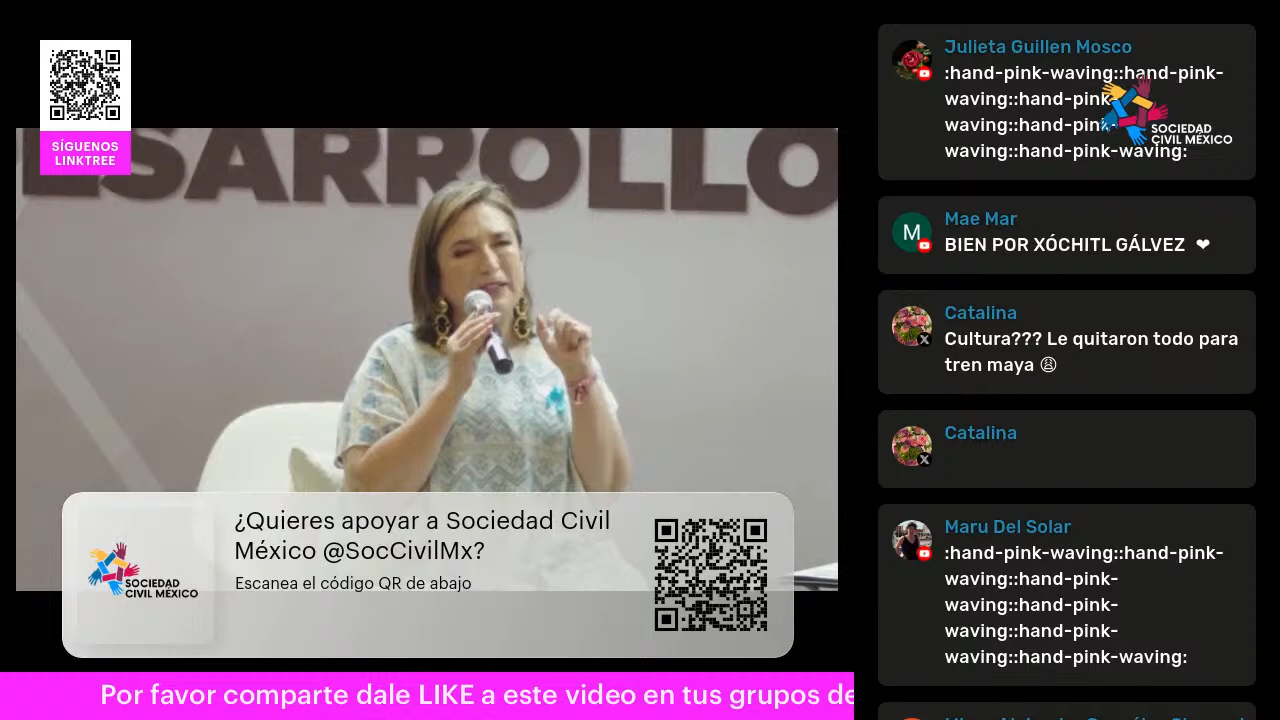 SÍGUENOS
LINKTREE
ESARROLLO
¿Quieres apoyar a Sociedad Civil
México @SocCivilMx?
Escanea el código QR de abajo
SOCIEDAD
CIVIL MÉXICO
Por favor comparte dale LIKE a este video en tus grupos de
Julieta Guillen Mosco
:hand-pink-waving::hand-pink-
waving::hand-pink-
waving::hand-pink-
waving::hand-pink-waving:
SOCIEDAD
CIVIL MÉXICO
M
Mae Mar
BIEN POR XÓCHITL GÁLVEZ ❤
Catalina
Cultura??? Le quitaron todo para
tren maya 😩
Catalina
Maru Del Solar
:hand-pink-waving::hand-pink-
waving::hand-pink-
waving::hand-pink-
waving::hand-pink-
waving::hand-pink-waving: